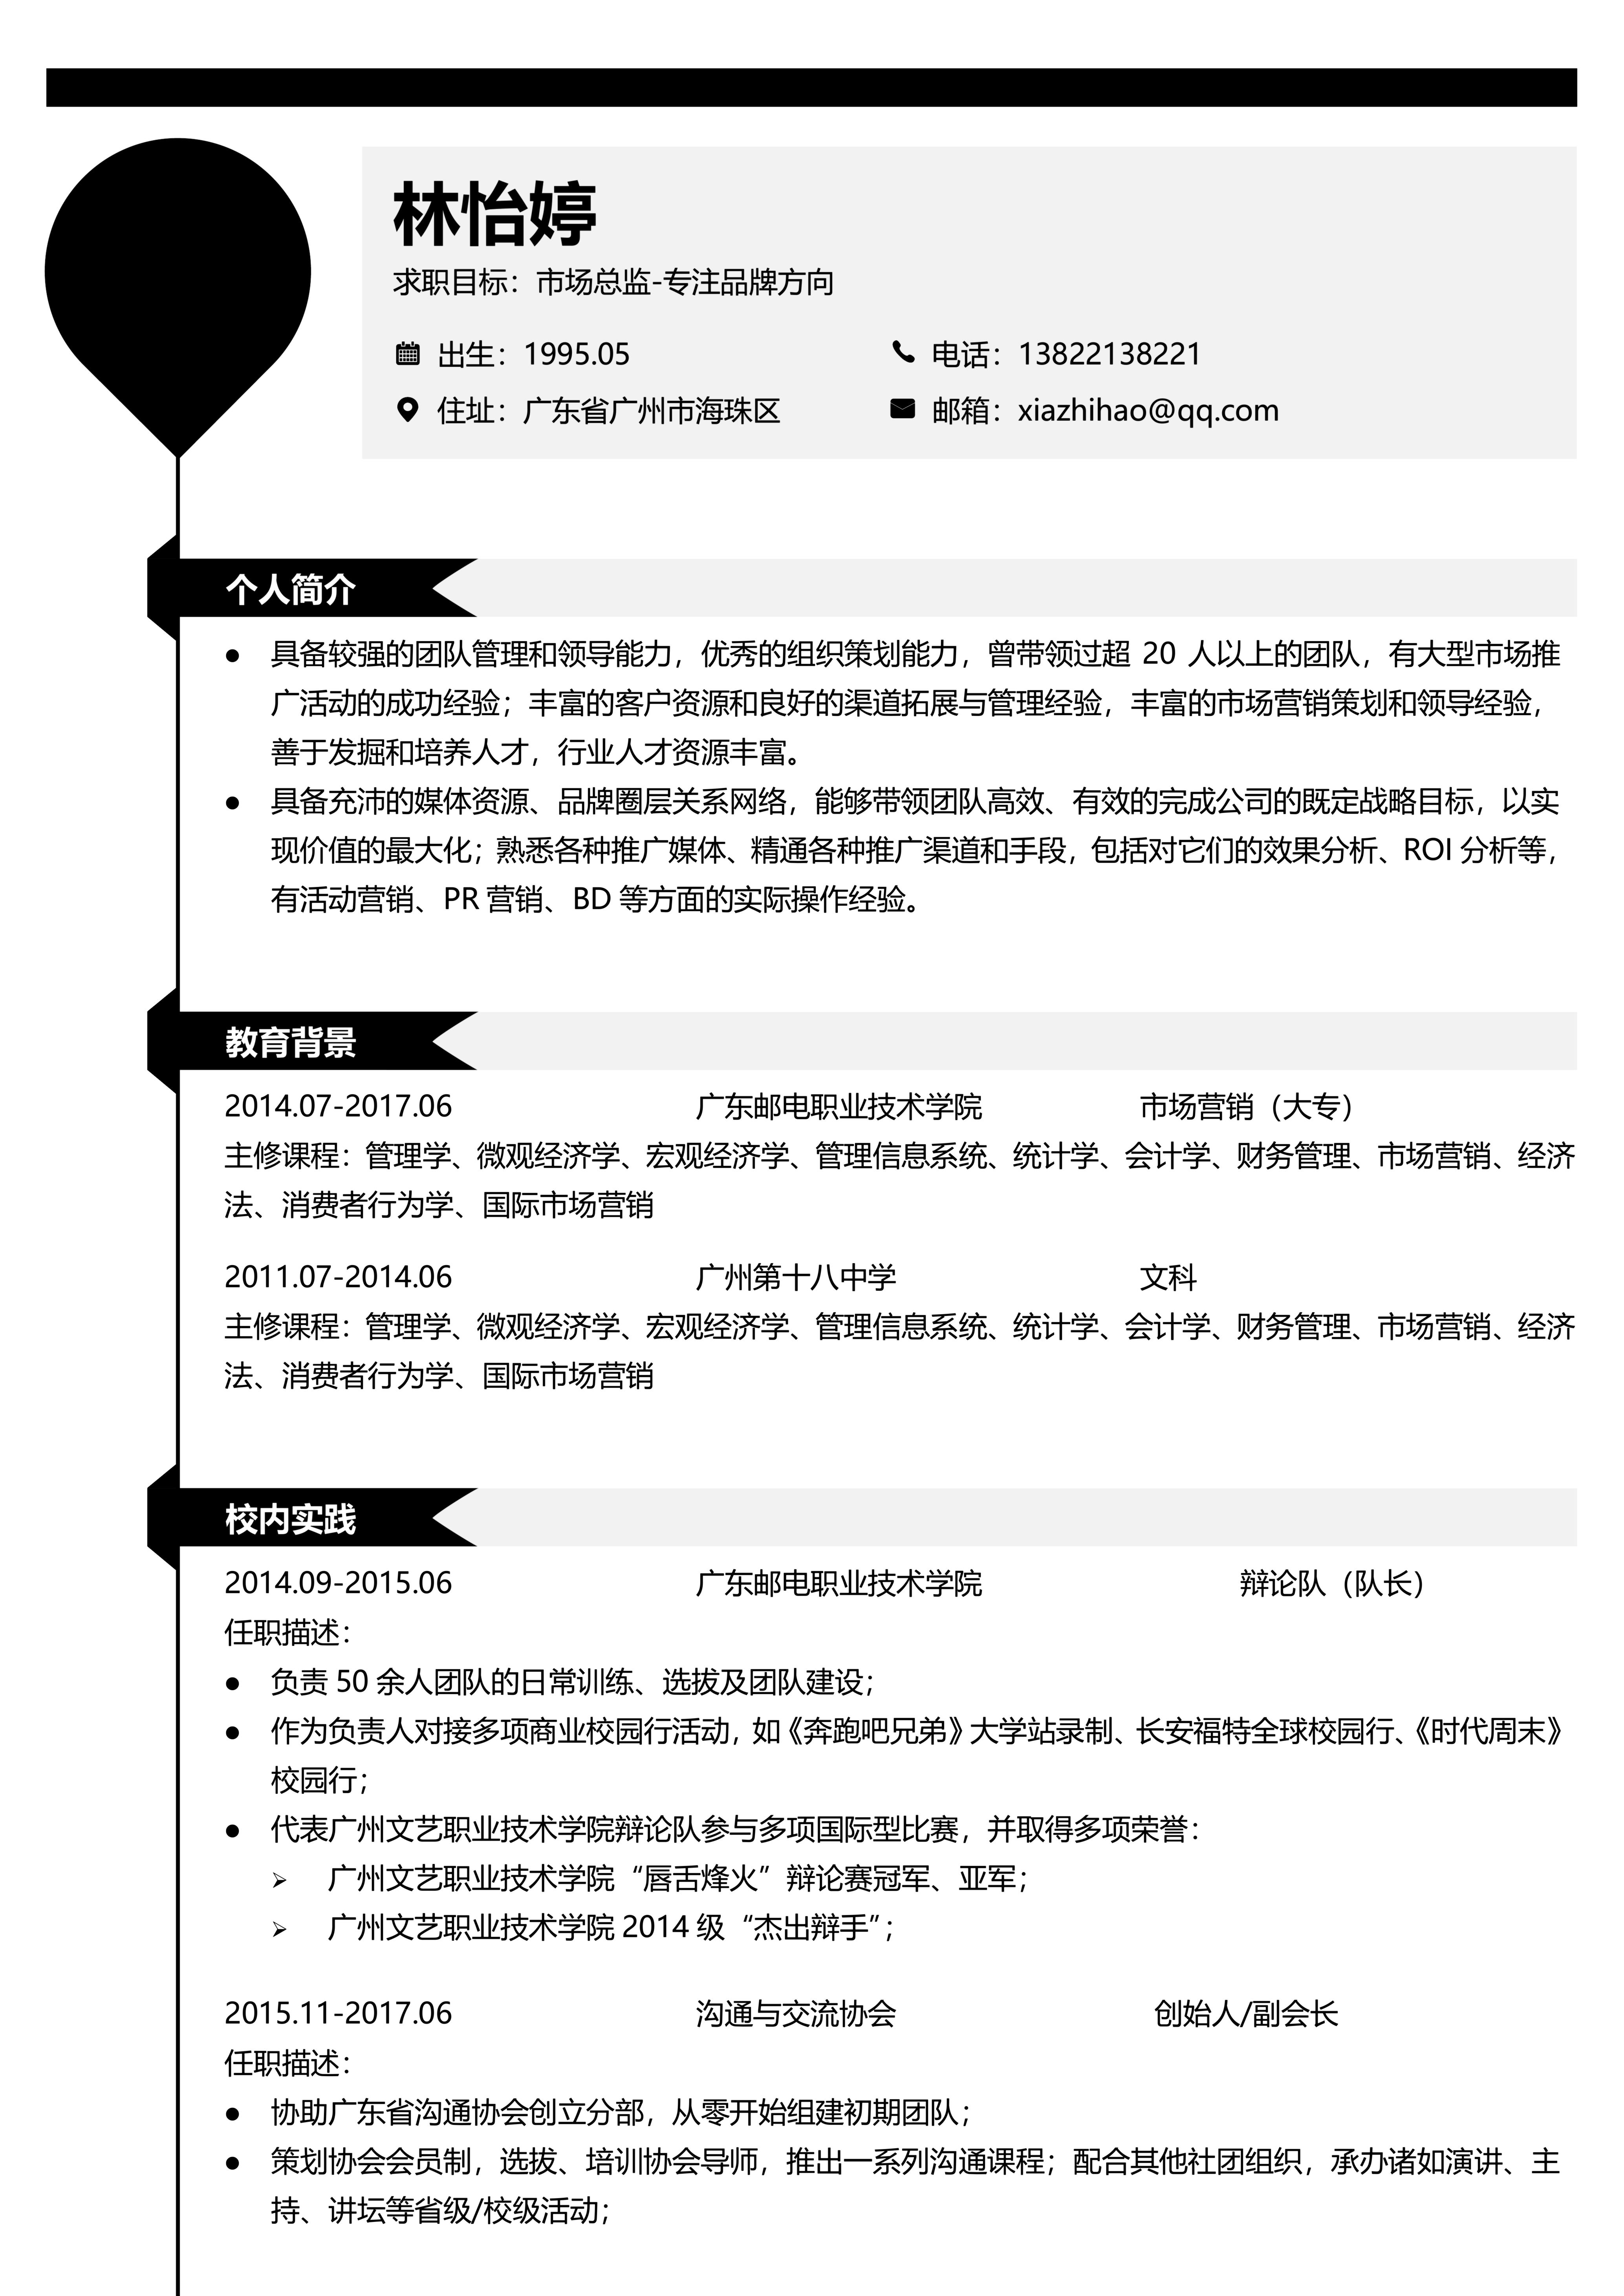 林怡婷
求职目标：市场总监-专注品牌方向
出生：1995.05 电话：13822138221
住址：广东省广州市海珠区 邮箱：xiazhihao@qq.com
个人简介
● 具备较强的团队管理和领导能力，优秀的组织策划能力，曾带领过超 20 人以上的团队，有大型市场推
广活动的成功经验；丰富的客户资源和良好的渠道拓展与管理经验，丰富的市场营销策划和领导经验，
善于发掘和培养人才，行业人才资源丰富。
● 具备充沛的媒体资源、品牌圈层关系网络，能够带领团队高效、有效的完成公司的既定战略目标，以实
现价值的最大化；熟悉各种推广媒体、精通各种推广渠道和手段，包括对它们的效果分析、ROI 分析等，
有活动营销、PR 营销、BD 等方面的实际操作经验。
教育背景
2014.07-2017.06 广东邮电职业技术学院 市场营销（大专）
主修课程：管理学、微观经济学、宏观经济学、管理信息系统、统计学、会计学、财务管理、市场营销、经济
法、消费者行为学、国际市场营销
2011.07-2014.06 广州第十八中学 文科
主修课程：管理学、微观经济学、宏观经济学、管理信息系统、统计学、会计学、财务管理、市场营销、经济
法、消费者行为学、国际市场营销
校内实践
2014.09-2015.06 广东邮电职业技术学院 辩论队（队长）
任职描述：
● 负责 50 余人团队的日常训练、选拔及团队建设；
● 作为负责人对接多项商业校园行活动，如《奔跑吧兄弟》大学站录制、长安福特全球校园行、《时代周末》
校园行；
● 代表广州文艺职业技术学院辩论队参与多项国际型比赛，并取得多项荣誉：
➢ 广州文艺职业技术学院“唇舌烽火”辩论赛冠军、亚军；
➢ 广州文艺职业技术学院 2014 级“杰出辩手”；
2015.11-2017.06 沟通与交流协会 创始人/副会长
任职描述：
● 协助广东省沟通协会创立分部，从零开始组建初期团队；
● 策划协会会员制，选拔、培训协会导师，推出一系列沟通课程；配合其他社团组织，承办诸如演讲、主
持、讲坛等省级/校级活动；